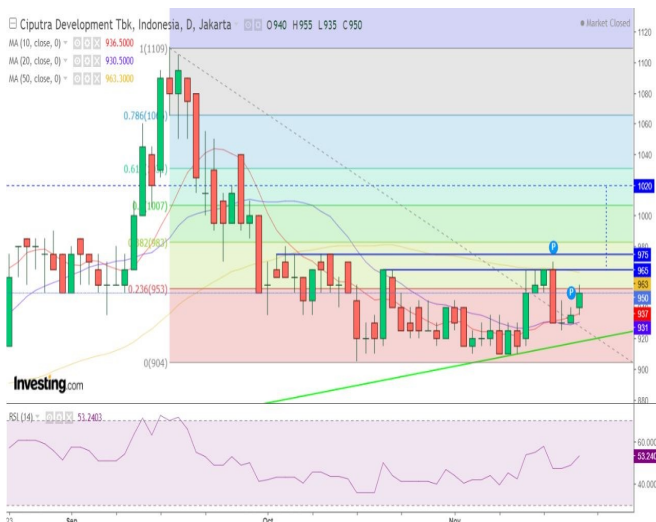 Ciputra Development Tbk, Indonesia, D, Jakarta O940 H955 L935 C950
Market Closed
MA (10, close, 0) 936.5000
MA (20, close, 0) 930.5000
MA (50, close, 0) 963.3000
1(1109)
0.236(953)
0(904)
P
P
1120
1100
1080
1060
1040
1020
1000
980
975
965
963
950
937
931
920
900
880
Investing.com
RSI (14) 53.2403
60.000
53.240
40.000
23
Sep
Oct
Nov